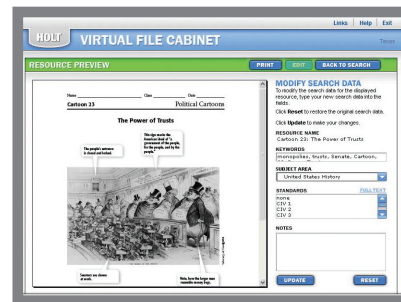 Links | Help | Exit
HOLT
VIRTUAL FILE CABINET
Texas
RESOURCE PREVIEW
PRINT
EDIT
BACK TO SEARCH
Name
Class
Date
Cartoon 23
Political Cartoons
The Power of Trusts
The people's entrance
is closed and locked.
This sign mocks the
American ideal of "a
government of the people,
for the people, and by the
people."
Senators are shown
at work.
Note, how the larger men
resemble money bags.
MODIFY SEARCH DATA
To modify the search data for the displayed
resource, type your new search data into the
fields.
Click Reset to restore the original search data.
Click Update to make your changes.
RESOURCE NAME
Cartoon 23: The Power of Trusts
KEYWORDS
monopolies, trusts, Senate, Cartoon,
SUBJECT AREA
United States History
STANDARDS
FULL TEXT
none
CIV 1
CIV 2
CIV 3
NOTES
UPDATE
RESET